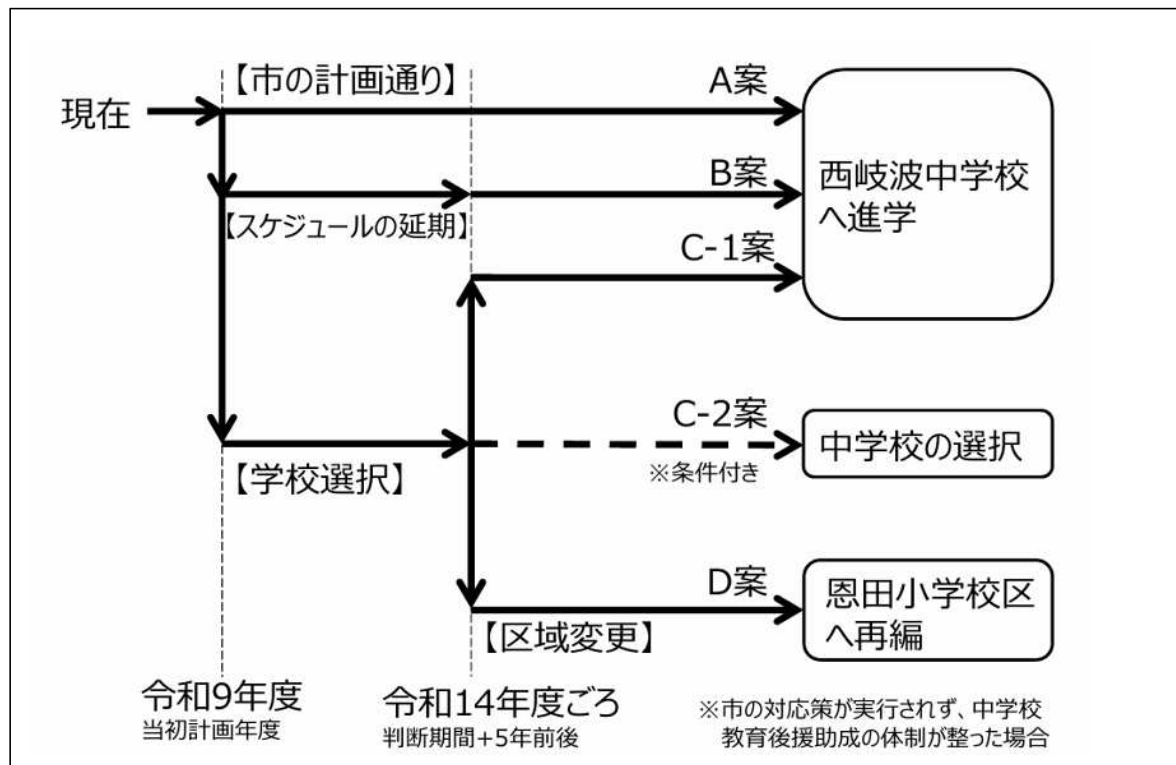 【市の計画通り】
A案
現在
B案
西岐波中学校
へ進学
【スケジュールの延期】
C-1案
C-2案
※条件付き
中学校の選択
【学校選択】
D案
恩田小学校区
へ再編
【区域変更】
令和9年度
当初計画年度
令和14年度ごろ
判断期間+5年前後
※市の対応策が実行されず、中学校
教育後援助成の体制が整った場合